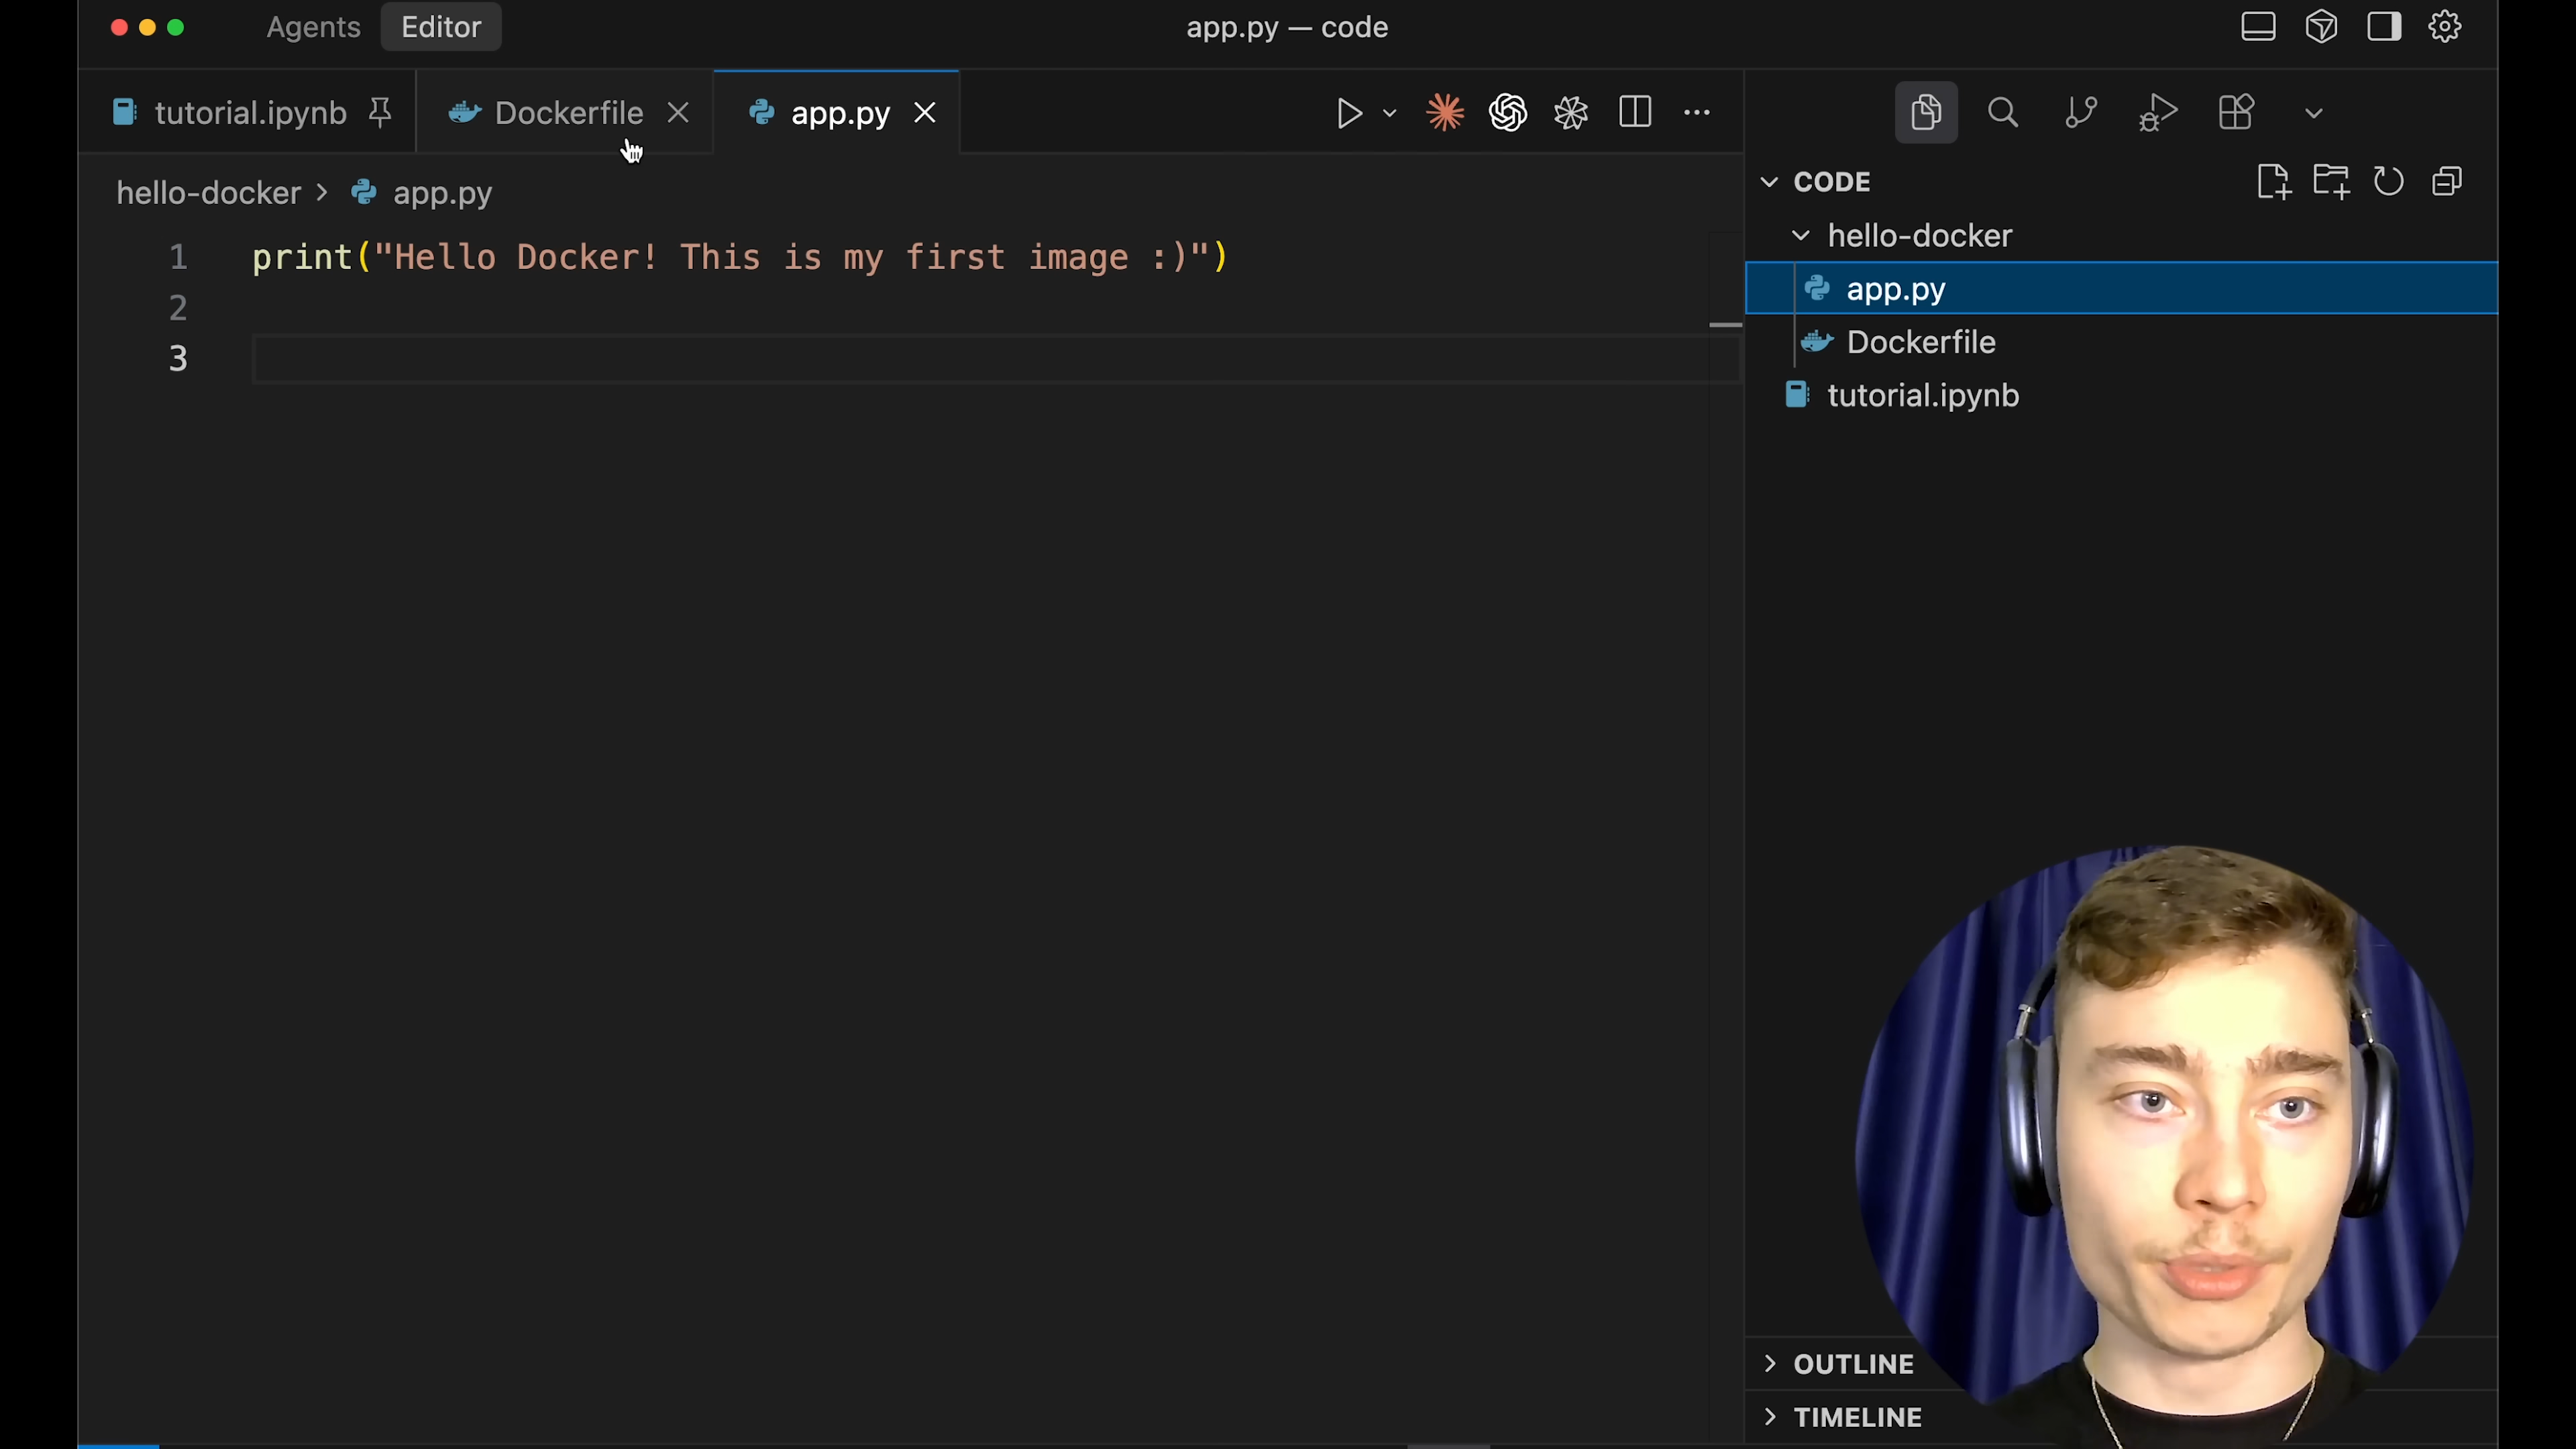 Agents Editor app.py — code
tutorial.ipynb Dockerfile app.py
hello-docker > app.py
1 print("Hello Docker! This is my first image :)")
2
3
CODE
hello-docker
app.py
Dockerfile
tutorial.ipynb
OUTLINE
TIMELINE